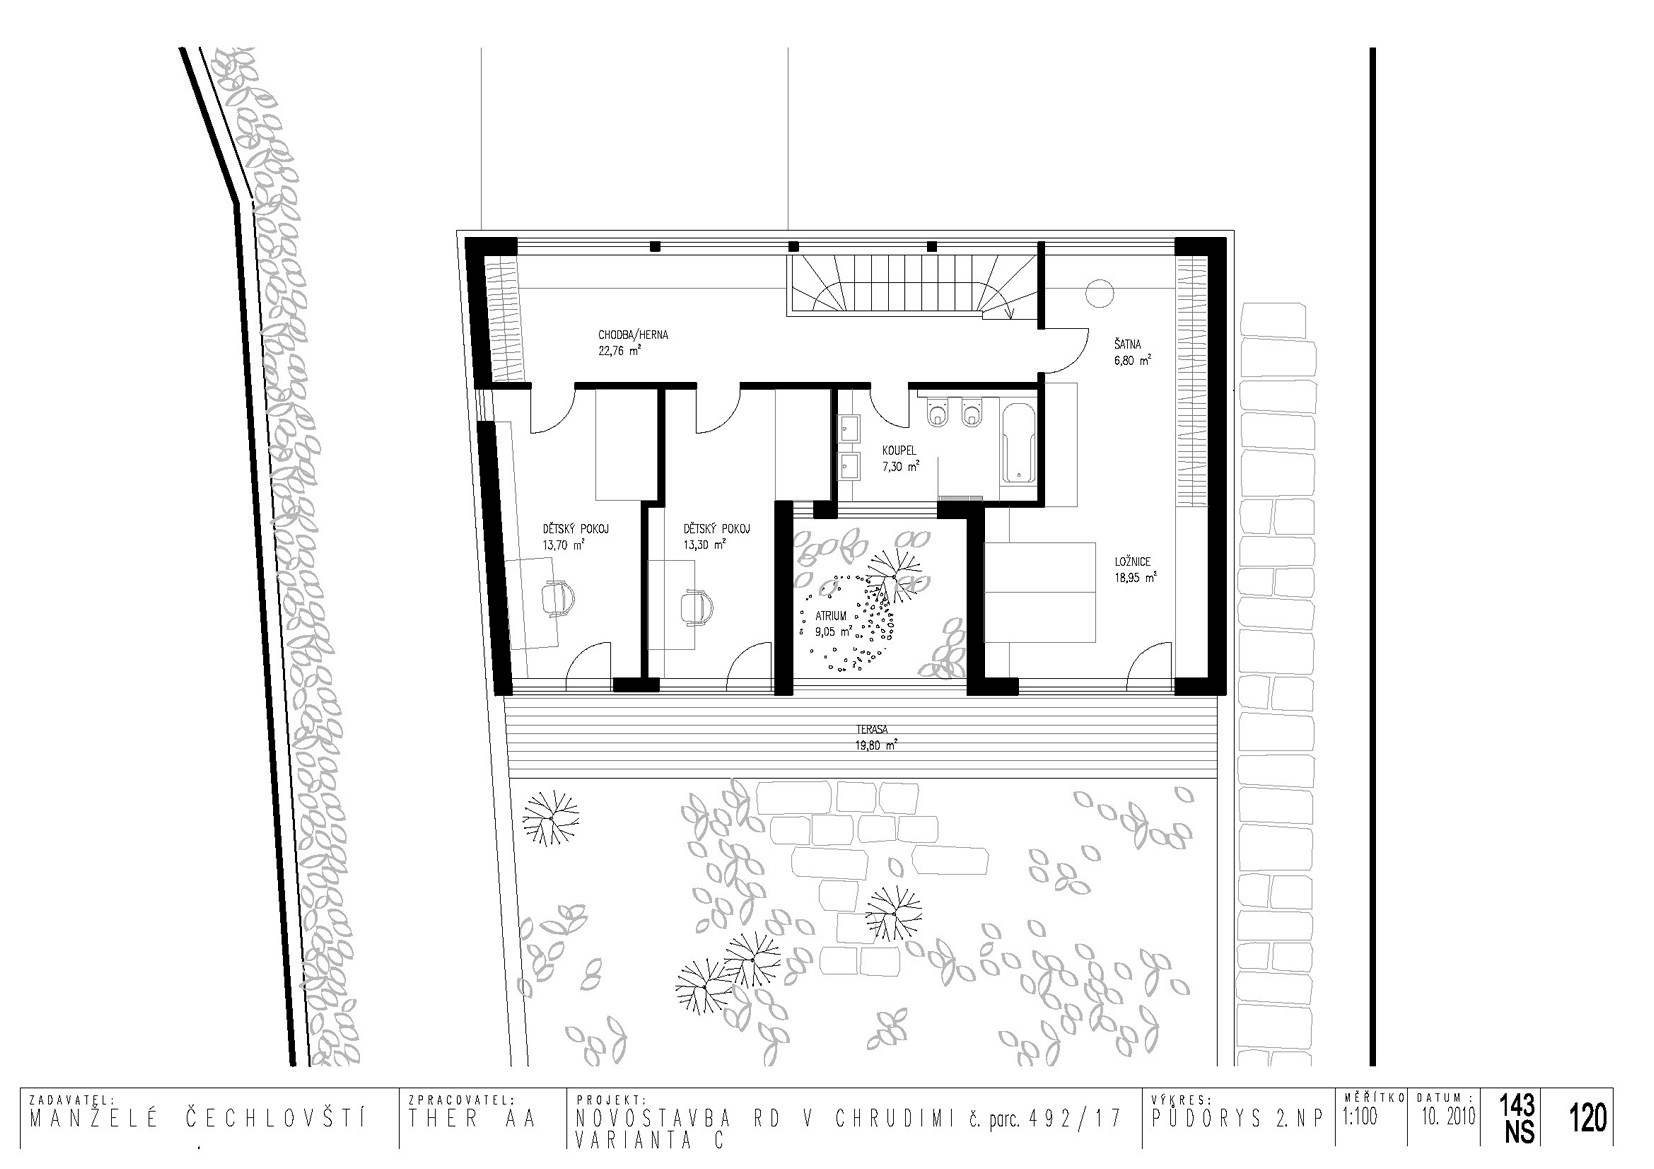 CHODBA/HERNA
22,76 m²
ŠATNA
6,80 m²
KOUPEL
7,30 m²
DĚTSKÝ POKOJ
13,70 m²
DĚTSKÝ POKOJ
13,30 m²
LOŽNICE
18,95 m²
ATRIUM
9,05 m²
TERASA
19,80 m²
ZADAVATEL:
MANŽELÉ ČECHLOVŠTÍ
ZPRACOVATEL:
THER AA
PROJEKT:
NOVOSTAVBA RD V CHRUDIMI č. parc. 492/17
VARIANTA C
VÝKRES:
PŮDORYS 2.NP
MĚŘÍTKO
1:100
DATUM :
10. 2010
143
NS
120